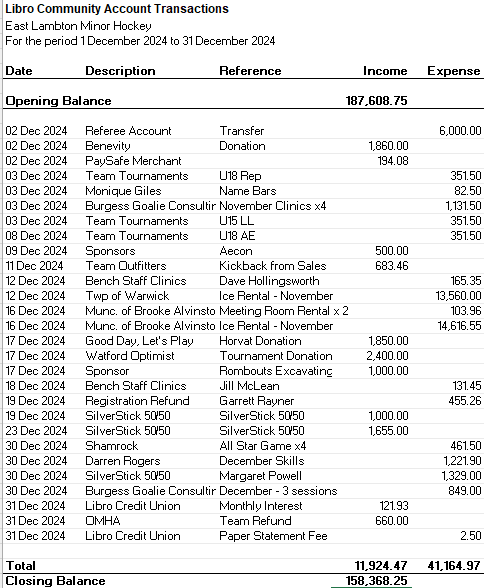 Libro Community Account Transactions
East Lambton Minor Hockey
For the period 1 December 2024 to 31 December 2024
Date Description Reference Income Expense
Opening Balance 187,608.75
02 Dec 2024 Referee Account Transfer 6,000.00
02 Dec 2024 Benevity Donation 1,860.00
02 Dec 2024 PaySafe Merchant 194.08
03 Dec 2024 Team Tournaments U18 Rep 351.50
03 Dec 2024 Monique Giles Name Bars 82.50
03 Dec 2024 Burgess Goalie Consultin November Clinics x4 1,131.50
03 Dec 2024 Team Tournaments U15 LL 351.50
08 Dec 2024 Team Tournaments U18 AE 351.50
09 Dec 2024 Sponsors Aecon 500.00
11 Dec 2024 Team Outfitters Kickback from Sales 683.46
12 Dec 2024 Bench Staff Clinics Dave Hollingsworth 165.35
12 Dec 2024 Twp of Warwick Ice Rental - November 13,560.00
16 Dec 2024 Munc. of Brooke Alvinsto Meeting Room Rental x 2 103.96
16 Dec 2024 Munc. of Brooke Alvinsto Ice Rental - November 14,616.55
17 Dec 2024 Good Day, Let's Play Horvat Donation 1,850.00
17 Dec 2024 Watford Optimist Tournament Donation 2,400.00
17 Dec 2024 Sponsor Rombouts Excavating 1,000.00
18 Dec 2024 Bench Staff Clinics Jill McLean 131.45
19 Dec 2024 Registration Refund Garrett Rayner 455.26
19 Dec 2024 SilverStick 50/50 SilverStick 50/50 1,000.00
23 Dec 2024 SilverStick 50/50 SilverStick 50/50 1,655.00
30 Dec 2024 Shamrock All Star Game x4 461.50
30 Dec 2024 Darren Rogers December Skills 1,221.90
30 Dec 2024 SilverStick 50/50 Margaret Powell 1,329.00
30 Dec 2024 Burgess Goalie Consultin December - 3 sessions 849.00
31 Dec 2024 Libro Credit Union Monthly Interest 121.93
31 Dec 2024 OMHA Team Refund 660.00
31 Dec 2024 Libro Credit Union Paper Statement Fee 2.50
Total 11,924.47 41,164.97
Closing Balance 158,368.25